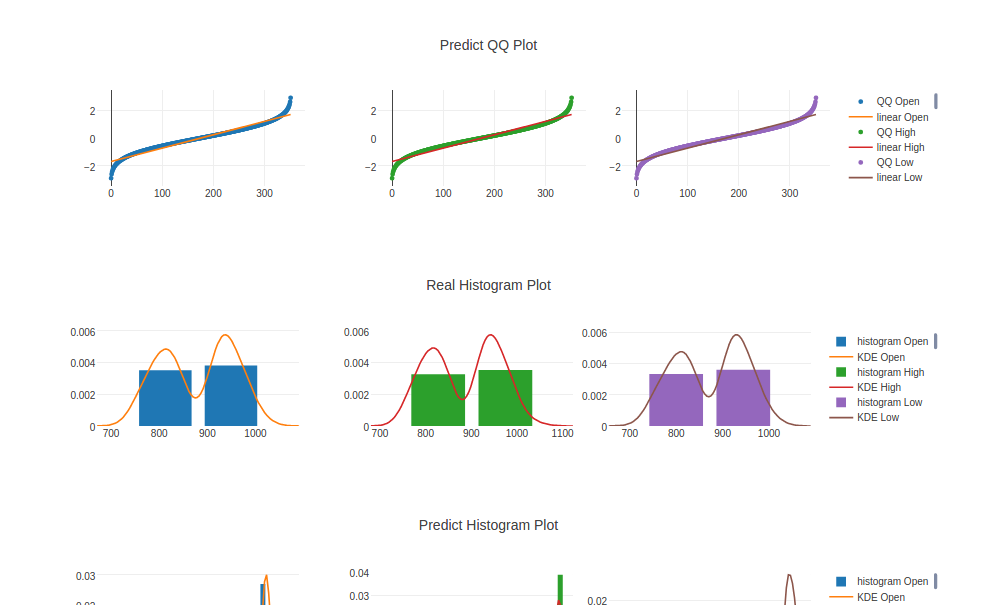 Predict QQ Plot
2
0
−2
0 100 200 300
2
0
−2
0 100 200 300
2
0
−2
0 100 200 300
QQ Open
linear Open
QQ High
linear High
QQ Low
linear Low
Real Histogram Plot
0.006
0.004
0.002
0
700 800 900 1000
0.006
0.004
0.002
0
700 800 900 1000 1100
0.006
0.004
0.002
0
700 800 900 1000
histogram Open
KDE Open
histogram High
KDE High
histogram Low
KDE Low
Predict Histogram Plot
0.03
0.04
0.03
0.02
histogram Open
KDE Open